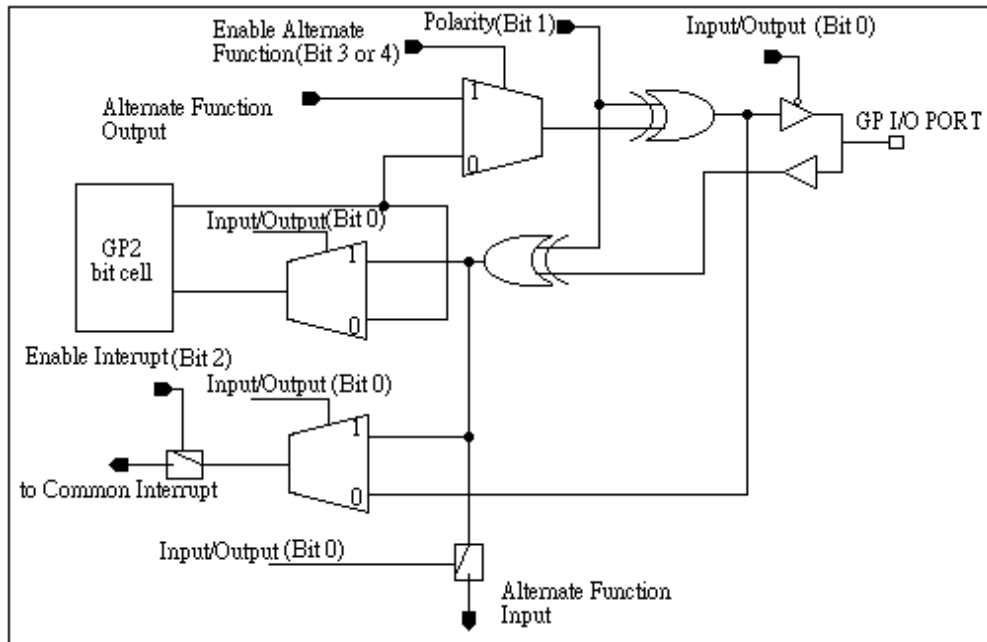 Polarity(Bit 1)
Enable Alternate
Function(Bit 3 or 4)
Input/Output (Bit 0)
Alternate Function
Output
1
0
GP I/O PORT
GP2
bit cell
Input/Output(Bit 0)
1
0
Enable Interupt(Bit 2)
Input/Output (Bit 0)
1
0
to Common Interrupt
Input/Output (Bit 0)
Alternate Function
Input